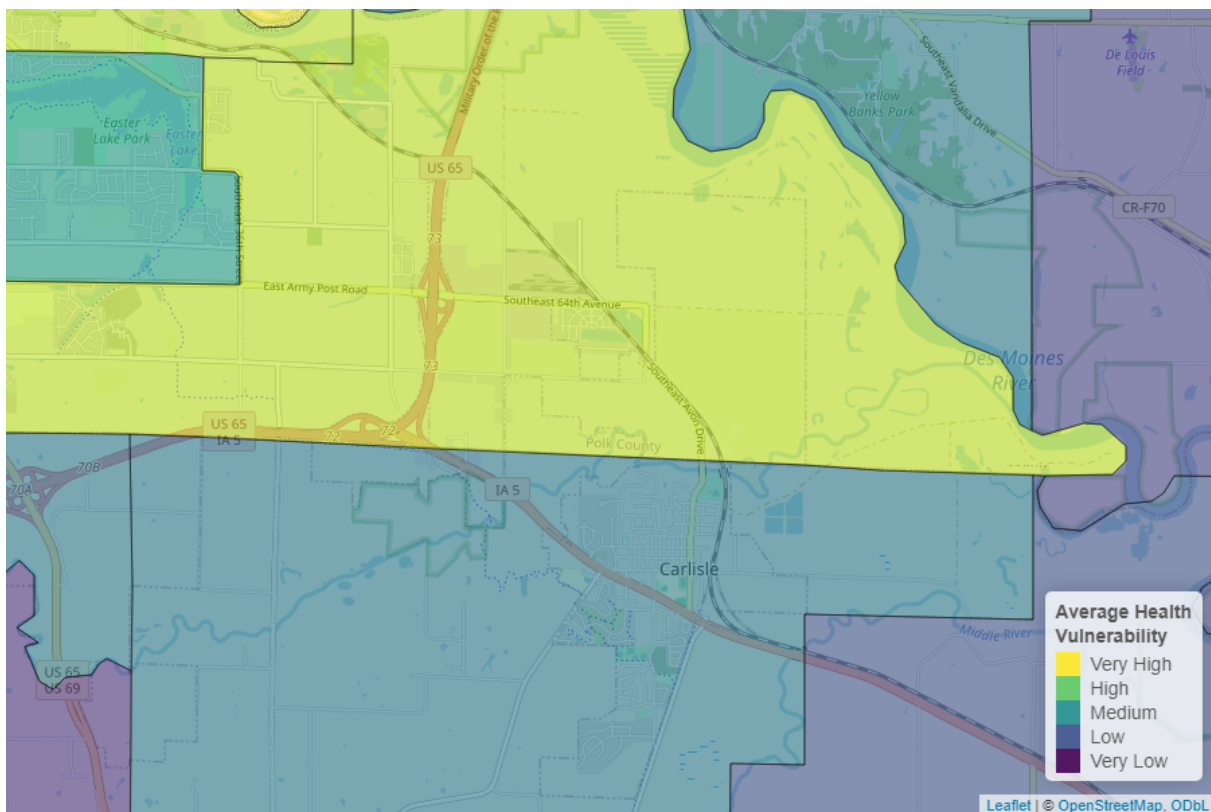 Military Order of the
De Louis
Field
Southeast Vandalia Drive
Yellow
Banks Park
Easter
Lake Park
Easter
Lake
US 65
CR-F70
73
East Army Post Road
Southeast 64th Avenue
Des Moines
River
73
Southeast Avon Drive
US 65
IA 5
72
72
Polk County
70B
70A
IA 5
Carlisle
Middle River
US 65
US 69
Average Health
Vulnerability
Very High
High
Medium
Low
Very Low
Leaflet | © OpenStreetMap, ODbL